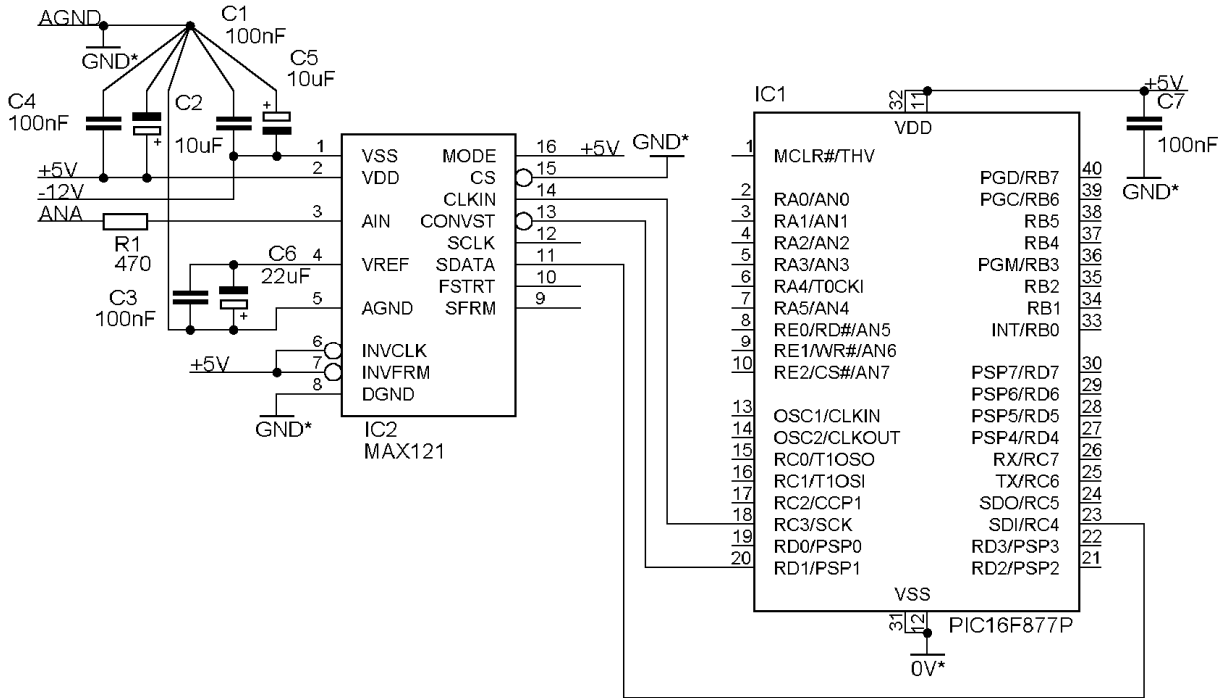 AGND
GND*
C1
100nF
C5
10uF
C4
100nF
+
C2
10uF
+
+5V
-12V
ANA
R1
470
C6
22uF
C3
100nF
+
+5V
GND*
1 VSS
2 VDD
3 AIN
4 VREF
5 AGND
6 INVCLK
7 INVFRM
8 DGND
MODE 16
CS 15
CLKIN 14
CONVST 13
SCLK 12
SDATA 11
FSTRT 10
SFRM 9
IC2
MAX121
+5V
GND*
IC1
32 11
VDD
+5V
C7
100nF
GND*
1 MCLR#/THV
2 RA0/AN0
3 RA1/AN1
4 RA2/AN2
5 RA3/AN3
6 RA4/T0CKI
7 RA5/AN4
8 RE0/RD#/AN5
9 RE1/WR#/AN6
10 RE2/CS#/AN7
13 OSC1/CLKIN
14 OSC2/CLKOUT
15 RC0/T1OSO
16 RC1/T1OSI
17 RC2/CCP1
18 RC3/SCK
19 RD0/PSP0
20 RD1/PSP1
PGD/RB7 40
PGC/RB6 39
RB5 38
RB4 37
PGM/RB3 36
RB2 35
RB1 34
INT/RB0 33
PSP7/RD7 30
PSP6/RD6 29
PSP5/RD5 28
PSP4/RD4 27
RX/RC7 26
TX/RC6 25
SDO/RC5 24
SDI/RC4 23
RD3/PSP3 22
RD2/PSP2 21
VSS
31 12
PIC16F877P
0V*